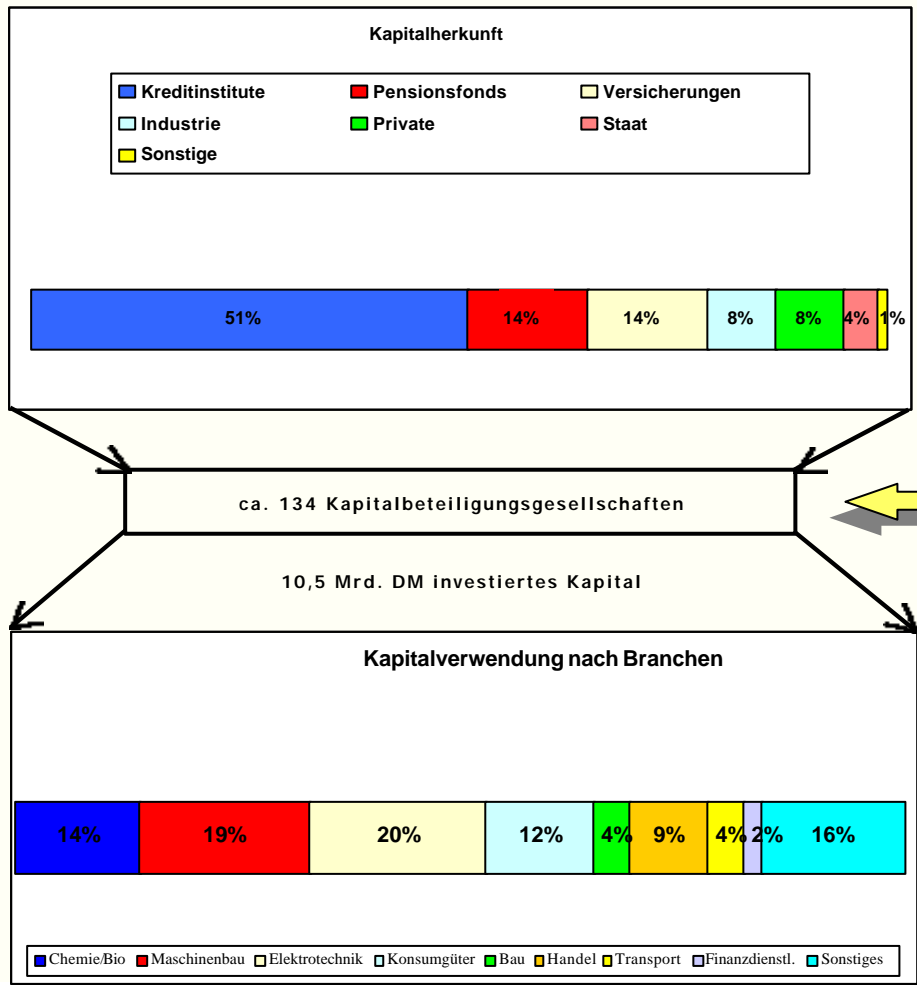 Kapitalherkunft
Kreditinstitute Pensionsfonds Versicherungen
Industrie Private Staat
Sonstige
51% 14% 14% 8% 8% 4% 1%
ca. 134 Kapitalbeteiligungsgesellschaften
10,5 Mrd. DM investiertes Kapital
Kapitalverwendung nach Branchen
14% 19% 20% 12% 4% 9% 4% 2% 16%
Chemie/Bio Maschinenbau Elektrotechnik Konsumgüter Bau Handel Transport Finanzdienstl. Sonstiges